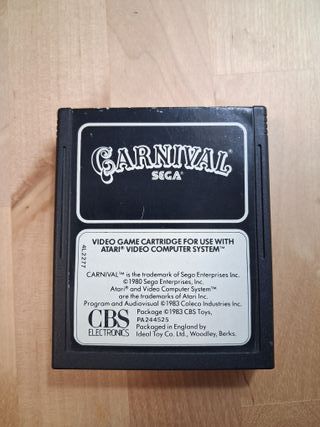 CARNIVAL™
SEGA®
VIDEO GAME CARTRIDGE FOR USE WITH
ATARI® VIDEO COMPUTER SYSTEM™
4L2277
CARNIVAL™ is the trademark of Sega Enterprises Inc.
©1980 Sega Enterprises, Inc.
Atari® and Video Computer System™
are the trademarks of Atari Inc.
Program and Audiovisual ©1983 Coleco Industries Inc.
Package ©1983 CBS Toys,
PA244525
Packaged in England by
Ideal Toy Co. Ltd., Woodley, Berks.
CBS
ELECTRONICS